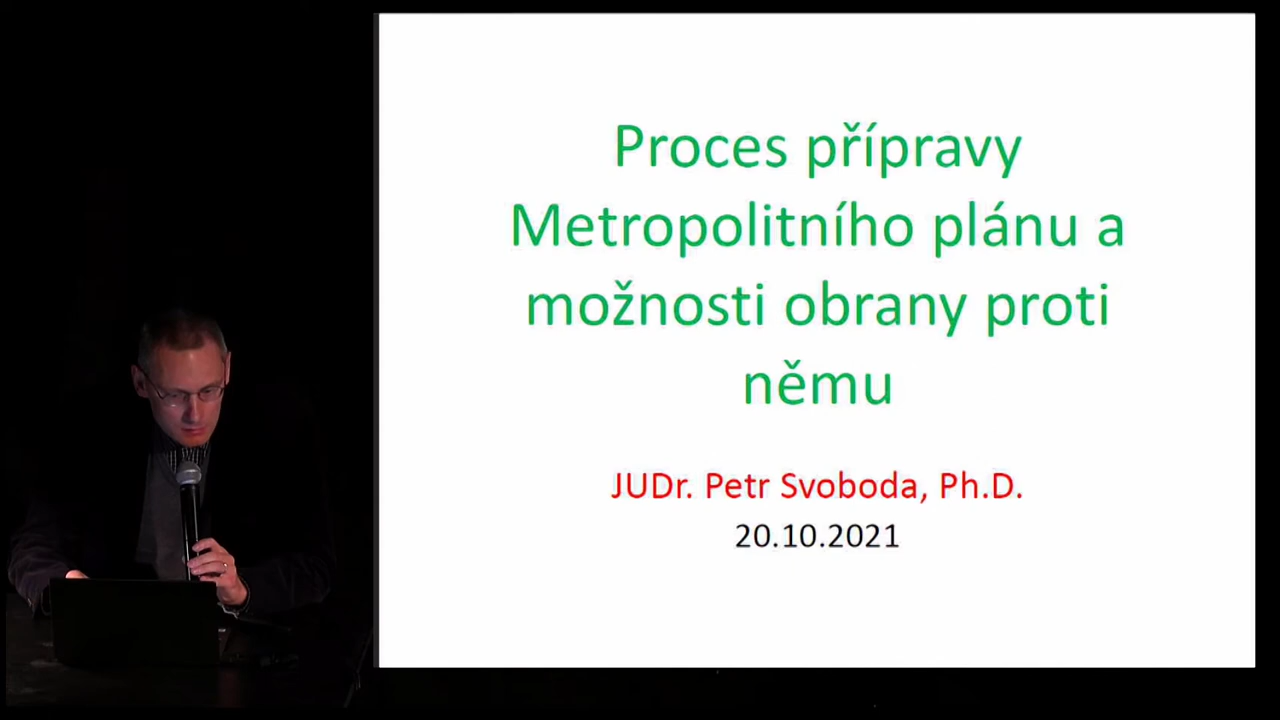 Proces přípravy
Metropolitního plánu a
možnosti obrany proti
němu
JUDr. Petr Svoboda, Ph.D.
20.10.2021